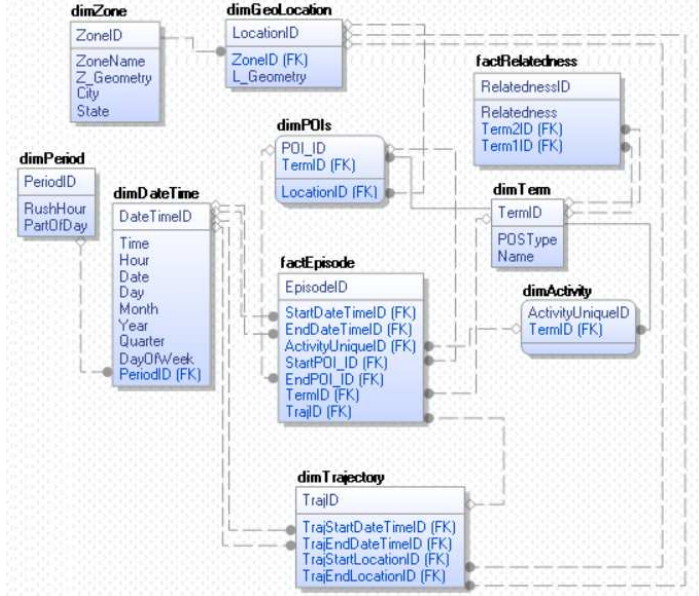 dimZone
ZoneID
ZoneName
Z_Geometry
City
State
dimGeoLocation
LocationID
ZoneID (FK)
L_Geometry
factRelatedness
RelatednessID
Relatedness
Term2ID (FK)
Term1ID (FK)
dimPOIs
POI_ID
TermID (FK)
LocationID (FK)
dimPeriod
PeriodID
RushHour
PartOfDay
dimDateTime
DateTimeID
Time
Hour
Date
Day
Month
Year
Quarter
DayOfWeek
PeriodID (FK)
dimTerm
TermID
POSType
Name
factEpisode
EpisodeID
StartDateTimeID (FK)
EndDateTimeID (FK)
ActivityUniqueID (FK)
StartPOI_ID (FK)
EndPOI_ID (FK)
TermID (FK)
TrajID (FK)
dimActivity
ActivityUniqueID
TermID (FK)
dimTrajectory
TrajID
TrajStartDateTimeID (FK)
TrajEndDateTimeID (FK)
TrajStartLocationID (FK)
TrajEndLocationID (FK)